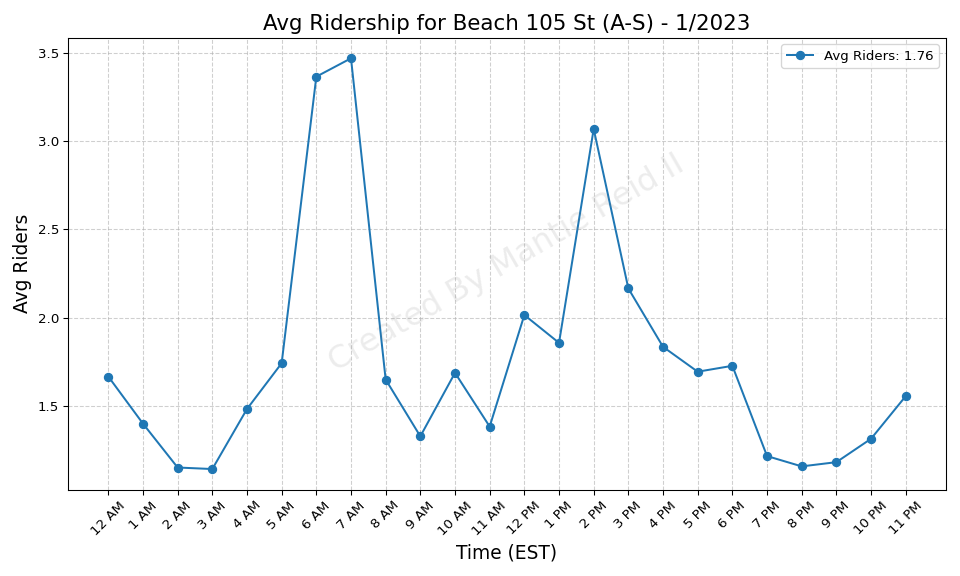 Avg Ridership for Beach 105 St (A-S) - 1/2023
Avg Riders: 1.76
3.5
3.0
2.5
2.0
1.5
Avg Riders
Created By Mantie Reid II
12 AM
1 AM
2 AM
3 AM
4 AM
5 AM
6 AM
7 AM
8 AM
9 AM
10 AM
11 AM
12 PM
1 PM
2 PM
3 PM
4 PM
5 PM
6 PM
7 PM
8 PM
9 PM
10 PM
11 PM
Time (EST)